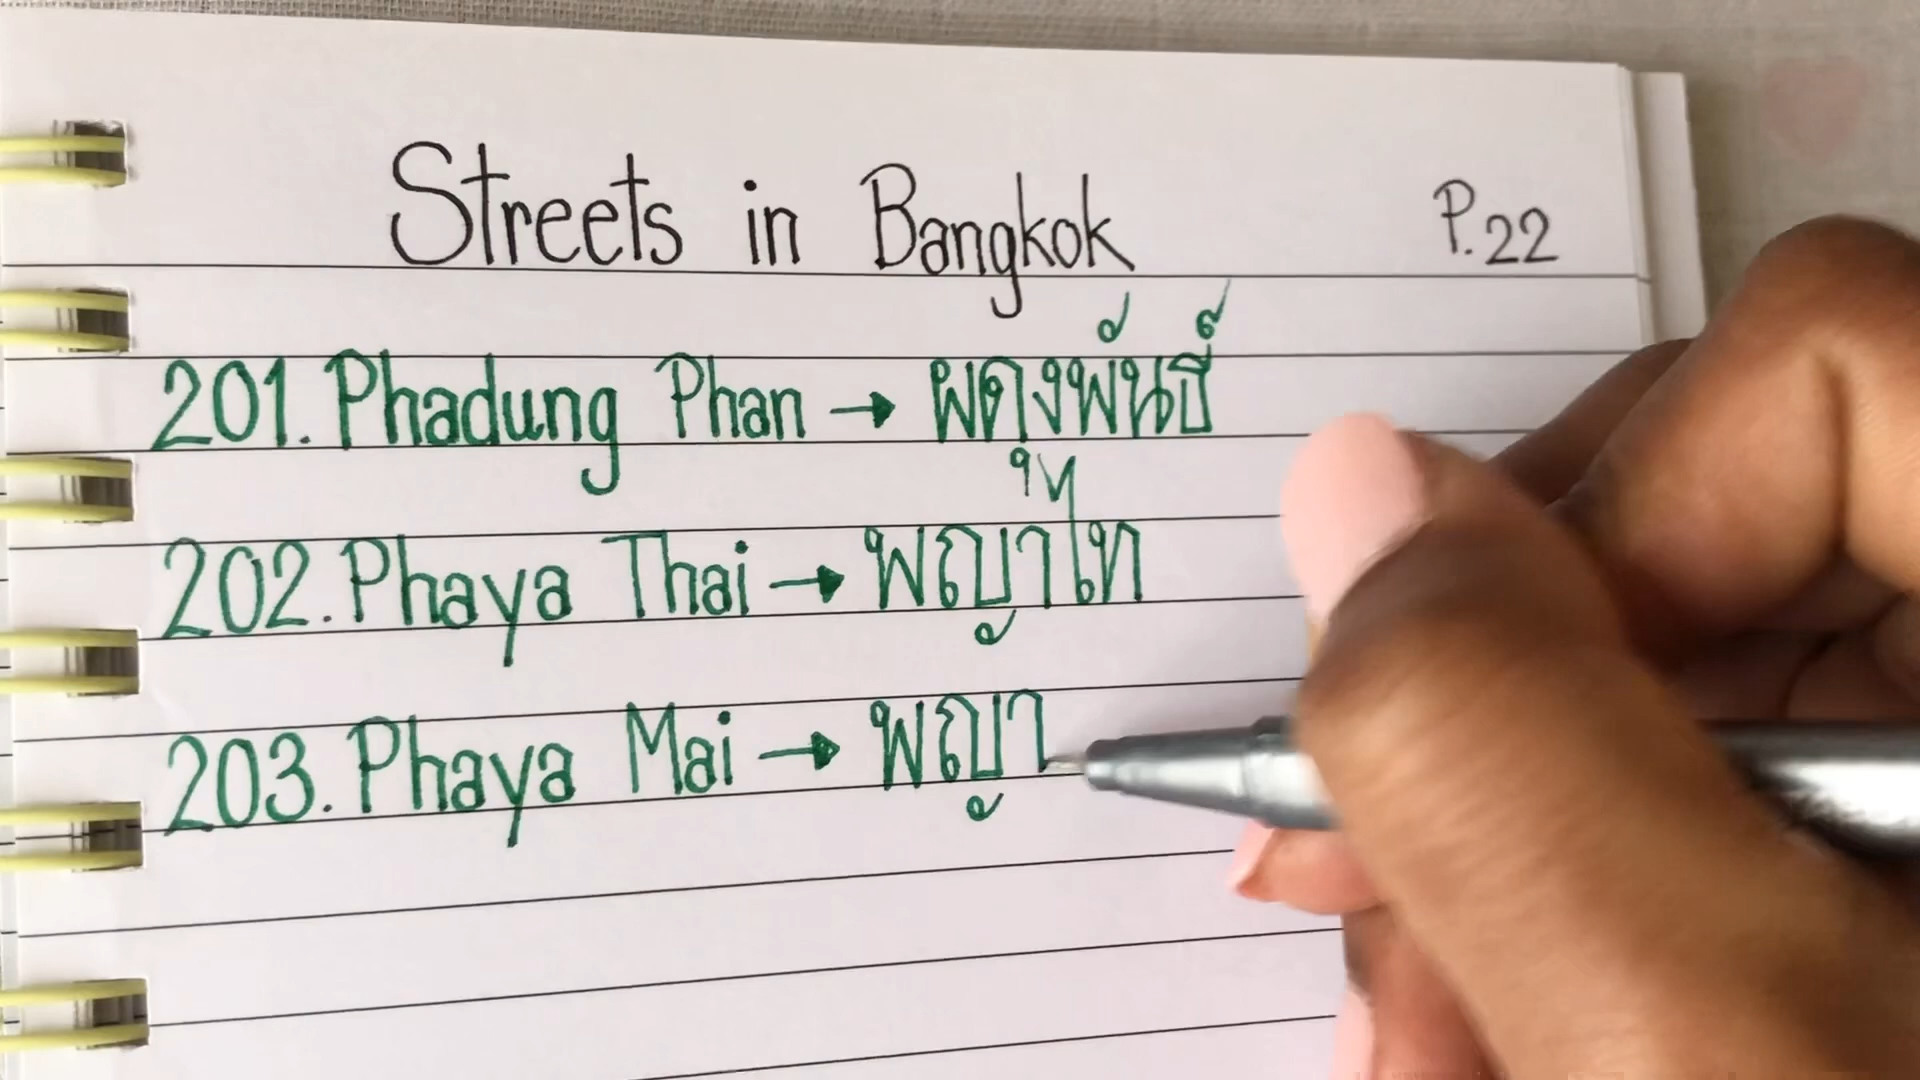 Streets in Bangkok P.22
201. Phadung Phan → ผดุงพันธ์
202. Phaya Thai → พญาไท
203. Phaya Mai → พญา